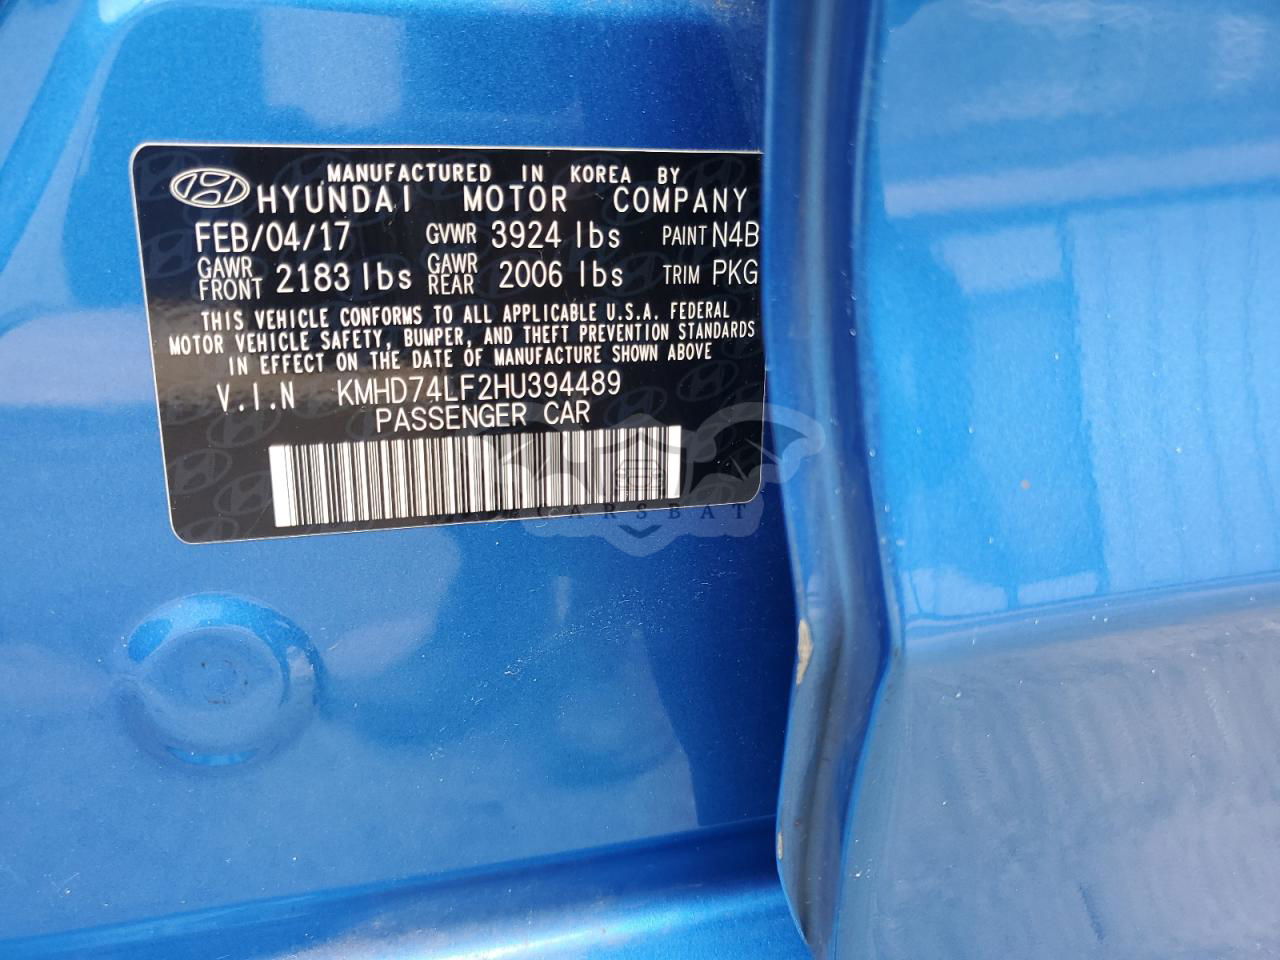 MANUFACTURED IN KOREA BY
HYUNDAI MOTOR COMPANY
FEB/04/17 GVWR 3924 lbs PAINT N4B
GAWR FRONT 2183 lbs GAWR REAR 2006 lbs TRIM PKG
THIS VEHICLE CONFORMS TO ALL APPLICABLE U.S.A. FEDERAL
MOTOR VEHICLE SAFETY, BUMPER, AND THEFT PREVENTION STANDARDS
IN EFFECT ON THE DATE OF MANUFACTURE SHOWN ABOVE
V.I.N KMHD74LF2HU394489
PASSENGER CAR
CARSBAT